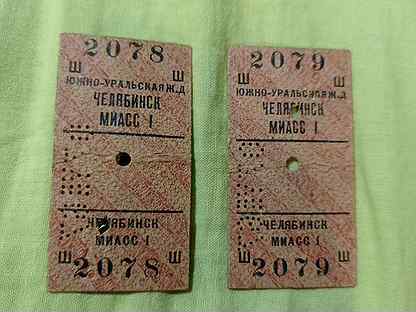 2078
Ш Ш
ЮЖНО-УРАЛЬСКАЯ Ж.Д
ЧЕЛЯБИНСК
МИАСС I
ЧЕЛЯБИНСК
МИАСС I
Ш Ш
2078
2079
Ш Ш
ЮЖНО-УРАЛЬСКАЯ Ж.Д
ЧЕЛЯБИНСК
МИАСС I
ЧЕЛЯБИНСК
МИАСС I
Ш Ш
2079